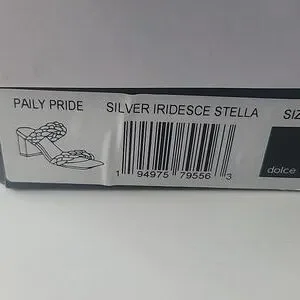 PAILY PRIDE SILVER IRIDESCE STELLA SIZ
1 94975 79556 3
dolce